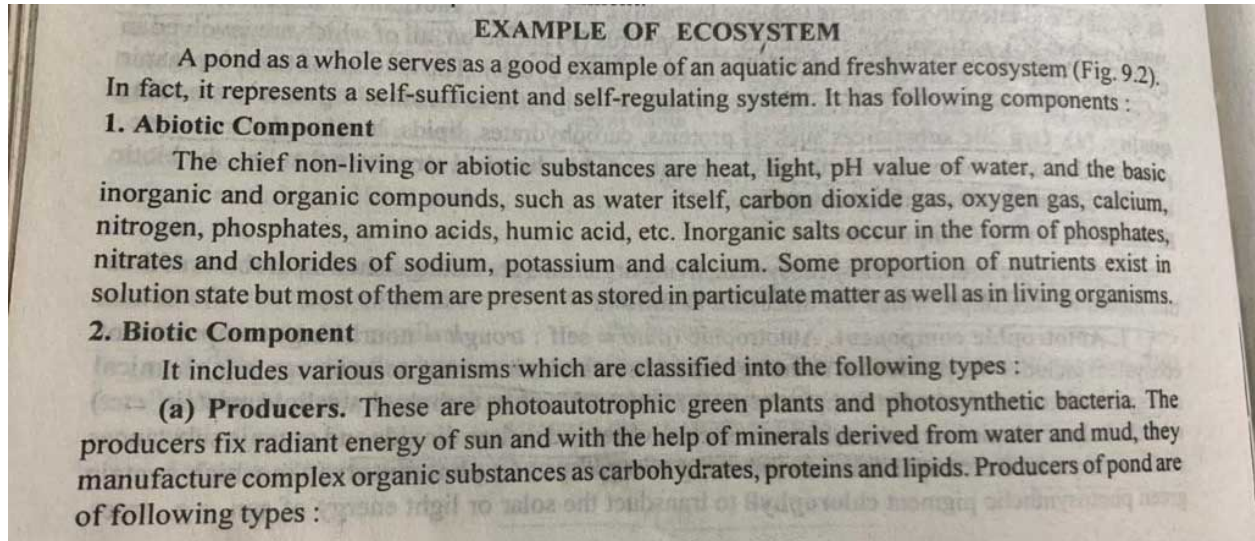 EXAMPLE OF ECOSYSTEM
A pond as a whole serves as a good example of an aquatic and freshwater ecosystem (Fig. 9.2).
In fact, it represents a self-sufficient and self-regulating system. It has following components :
1. Abiotic Component
The chief non-living or abiotic substances are heat, light, pH value of water, and the basic
inorganic and organic compounds, such as water itself, carbon dioxide gas, oxygen gas, calcium,
nitrogen, phosphates, amino acids, humic acid, etc. Inorganic salts occur in the form of phosphates,
nitrates and chlorides of sodium, potassium and calcium. Some proportion of nutrients exist in
solution state but most of them are present as stored in particulate matter as well as in living organisms.
2. Biotic Component
It includes various organisms which are classified into the following types :
(a) Producers. These are photoautotrophic green plants and photosynthetic bacteria. The
producers fix radiant energy of sun and with the help of minerals derived from water and mud, they
manufacture complex organic substances as carbohydrates, proteins and lipids. Producers of pond are
of following types :